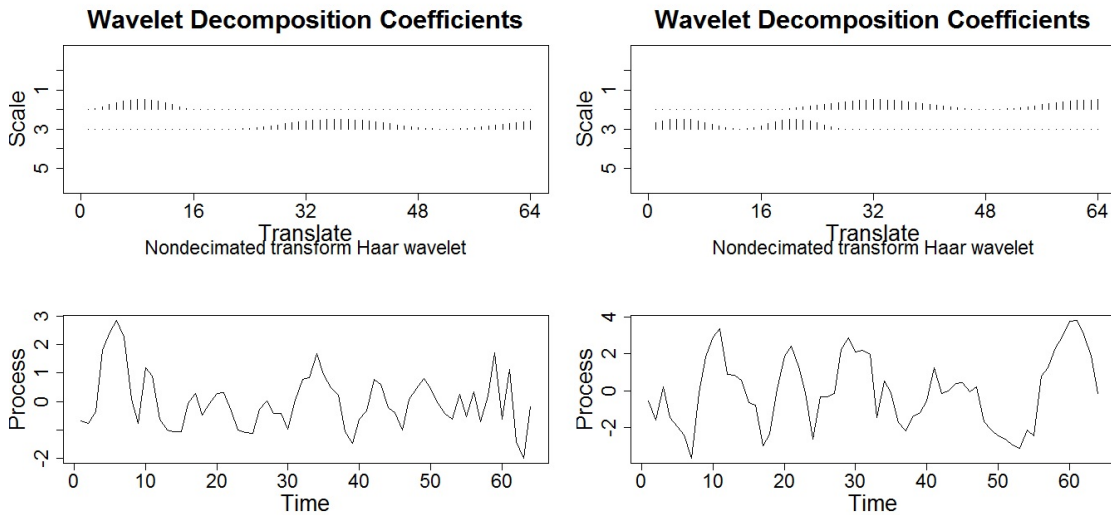 Wavelet Decomposition Coefficients
Scale
1
3
5
0 16 32 48 64
Translate
Nondecimated transform Haar wavelet
Process
3
2
1
0
-2
0 10 20 30 40 50 60
Time
Wavelet Decomposition Coefficients
Scale
1
3
5
0 16 32 48 64
Translate
Nondecimated transform Haar wavelet
Process
4
2
0
-2
0 10 20 30 40 50 60
Time